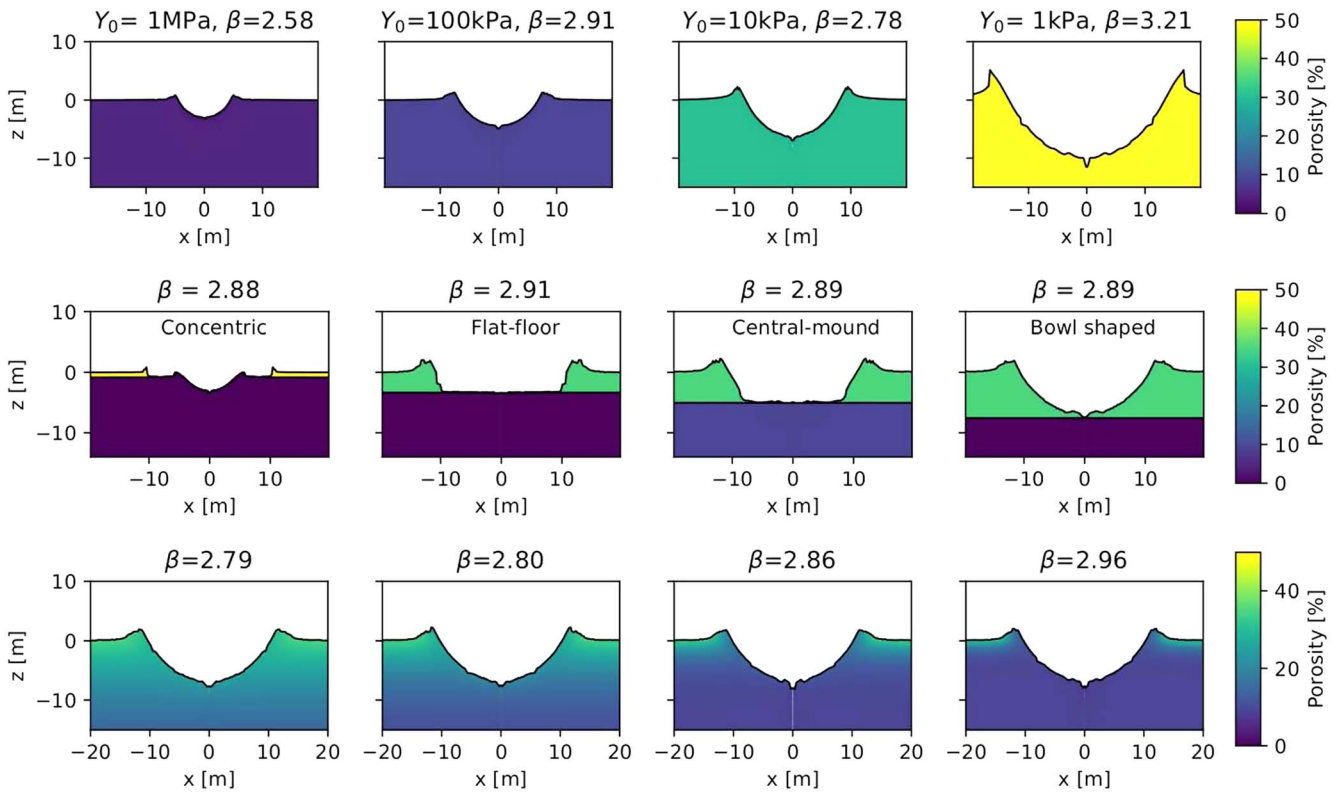 Y₀= 1MPa, β=2.58
Y₀=100kPa, β=2.91
Y₀=10kPa, β=2.78
Y₀= 1kPa, β=3.21
10
0
−10
z [m]
−10 0 10
x [m]
−10 0 10
x [m]
−10 0 10
x [m]
−10 0 10
x [m]
50
40
30
20
10
0
Porosity [%]
β = 2.88
β = 2.91
β = 2.89
β = 2.89
Concentric
Flat-floor
Central-mound
Bowl shaped
10
0
−10
z [m]
−10 0 10
x [m]
−10 0 10
x [m]
−10 0 10
x [m]
−10 0 10
x [m]
50
40
30
20
10
0
Porosity [%]
β=2.79
β=2.80
β=2.86
β=2.96
10
0
−10
z [m]
−20 −10 0 10 20
x [m]
−20 −10 0 10 20
x [m]
−20 −10 0 10 20
x [m]
−20 −10 0 10 20
x [m]
40
20
0
Porosity [%]